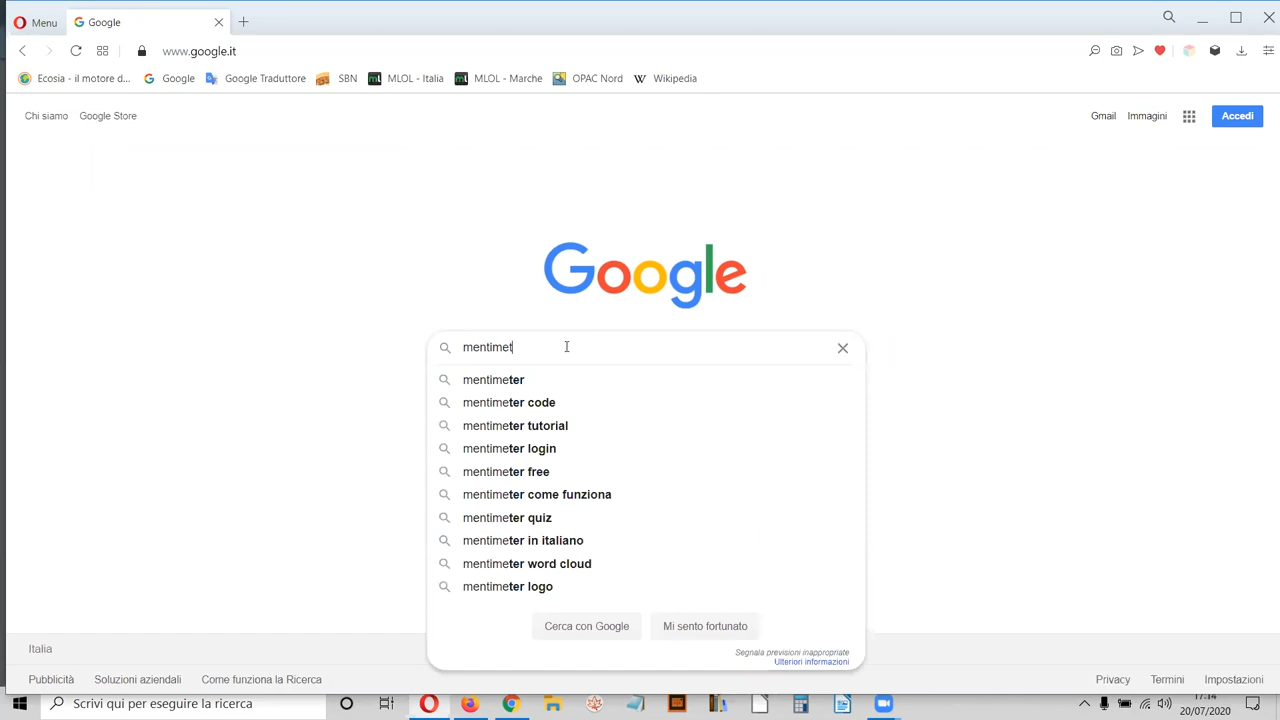 Menu
Google
www.google.it
Ecosia - il motore d...
Google
Google Traduttore
SBN
MLOL - Italia
MLOL - Marche
OPAC Nord
Wikipedia
Chi siamo
Google Store
Gmail
Immagini
Accedi
Google
mentimet
mentimeter
mentimeter code
mentimeter tutorial
mentimeter login
mentimeter free
mentimeter come funziona
mentimeter quiz
mentimeter in italiano
mentimeter word cloud
mentimeter logo
Cerca con Google
Mi sento fortunato
Segnala previsioni inappropriate
Ulteriori informazioni
Italia
Pubblicità
Soluzioni aziendali
Come funziona la Ricerca
Privacy
Termini
Impostazioni
Scrivi qui per eseguire la ricerca
17:14
20/07/2020